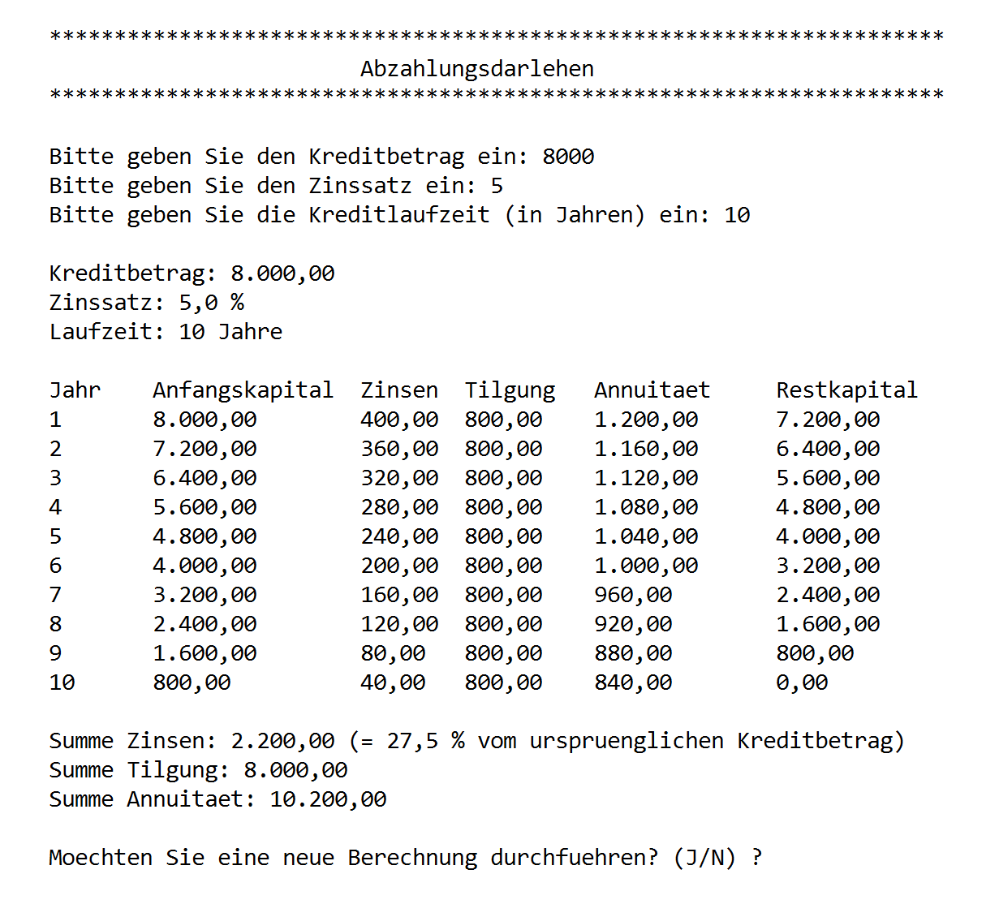 *********************************************************************
Abzahlungsdarlehen
*********************************************************************
Bitte geben Sie den Kreditbetrag ein: 8000
Bitte geben Sie den Zinssatz ein: 5
Bitte geben Sie die Kreditlaufzeit (in Jahren) ein: 10
Kreditbetrag: 8.000,00
Zinssatz: 5,0 %
Laufzeit: 10 Jahre
Jahr Anfangskapital Zinsen Tilgung Annuitaet Restkapital
1 8.000,00 400,00 800,00 1.200,00 7.200,00
2 7.200,00 360,00 800,00 1.160,00 6.400,00
3 6.400,00 320,00 800,00 1.120,00 5.600,00
4 5.600,00 280,00 800,00 1.080,00 4.800,00
5 4.800,00 240,00 800,00 1.040,00 4.000,00
6 4.000,00 200,00 800,00 1.000,00 3.200,00
7 3.200,00 160,00 800,00 960,00 2.400,00
8 2.400,00 120,00 800,00 920,00 1.600,00
9 1.600,00 80,00 800,00 880,00 800,00
10 800,00 40,00 800,00 840,00 0,00
Summe Zinsen: 2.200,00 (= 27,5 % vom urspruenglichen Kreditbetrag)
Summe Tilgung: 8.000,00
Summe Annuitaet: 10.200,00
Moechten Sie eine neue Berechnung durchfuehren? (J/N) ?